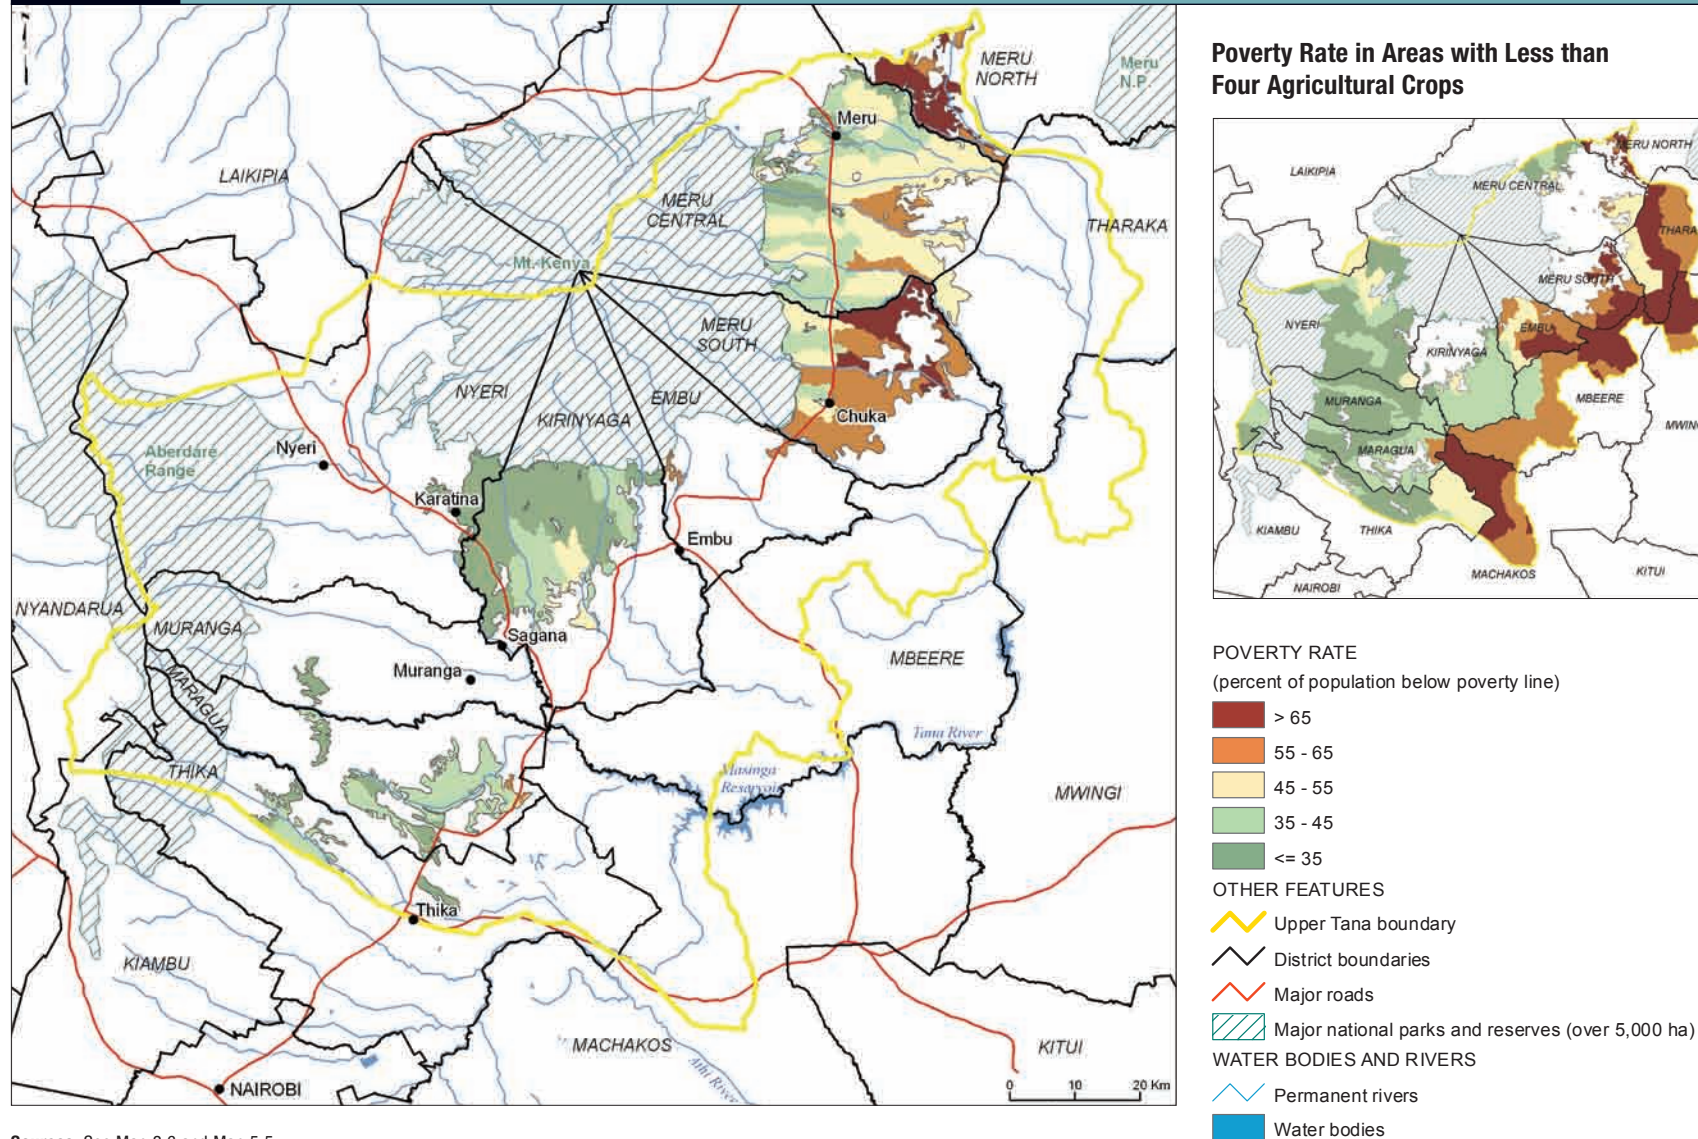 Poverty Rate in Areas with Less than
Four Agricultural Crops
MERU
NORTH
Meru
N.P.
Meru
LAIKIPIA
MERU
CENTRAL
THARAKA
Mt. Kenya
MERU
SOUTH
NYERI
EMBU
KIRINYAGA
Chuka
Aberdare
Range
Nyeri
Karatina
Embu
NYANDARUA
MURANGA
Sagana
MBEERE
Muranga
MARAGUA
Tana River
THIKA
Masinga
Reservoir
MWINGI
Thika
KIAMBU
MACHAKOS
KITUI
Athi River
NAIROBI
0 10 20 Km
LAIKIPIA
MERU NORTH
MERU CENTRAL
MERU SOUTH
NYERI
EMBU
KIRINYAGA
MBEERE
MURANGA
MARAGUA
KIAMBU
THIKA
MACHAKOS
KITUI
NAIROBI
POVERTY RATE
(percent of population below poverty line)
> 65
55 - 65
45 - 55
35 - 45
<= 35
OTHER FEATURES
Upper Tana boundary
District boundaries
Major roads
Major national parks and reserves (over 5,000 ha)
WATER BODIES AND RIVERS
Permanent rivers
Water bodies